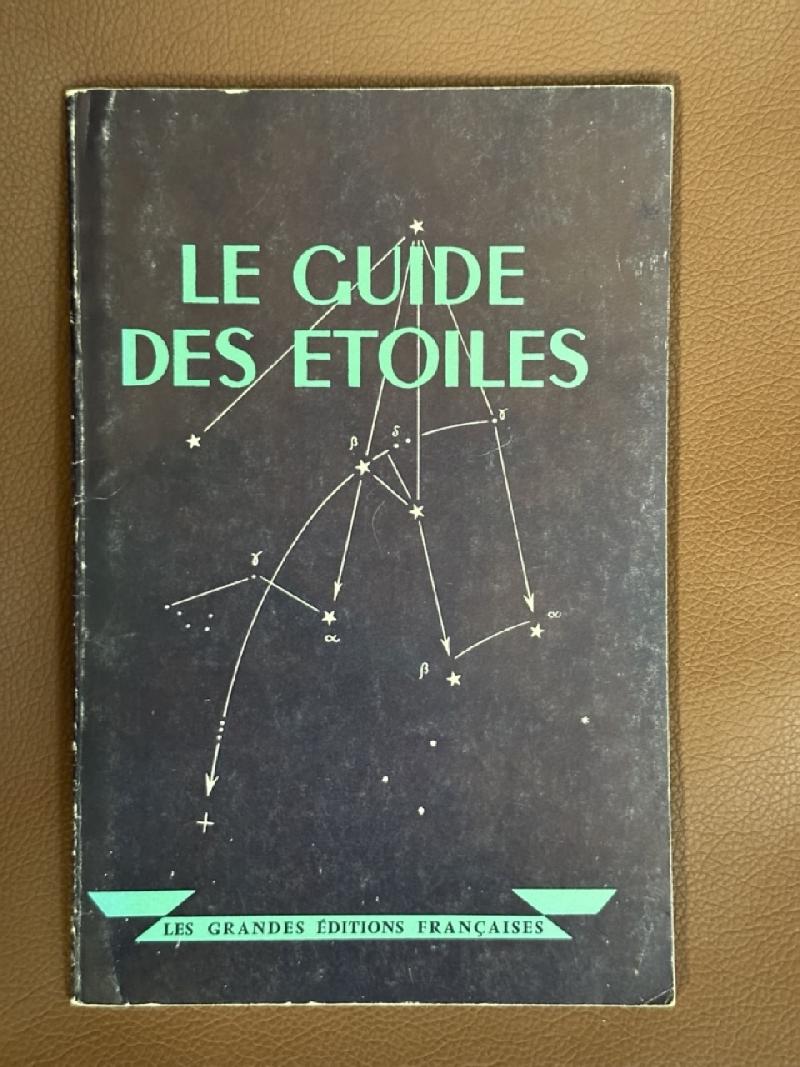 LE GUIDE
DES ETOILES
γ
β δ
γ
α
α
β
LES GRANDES ÉDITIONS FRANÇAISES